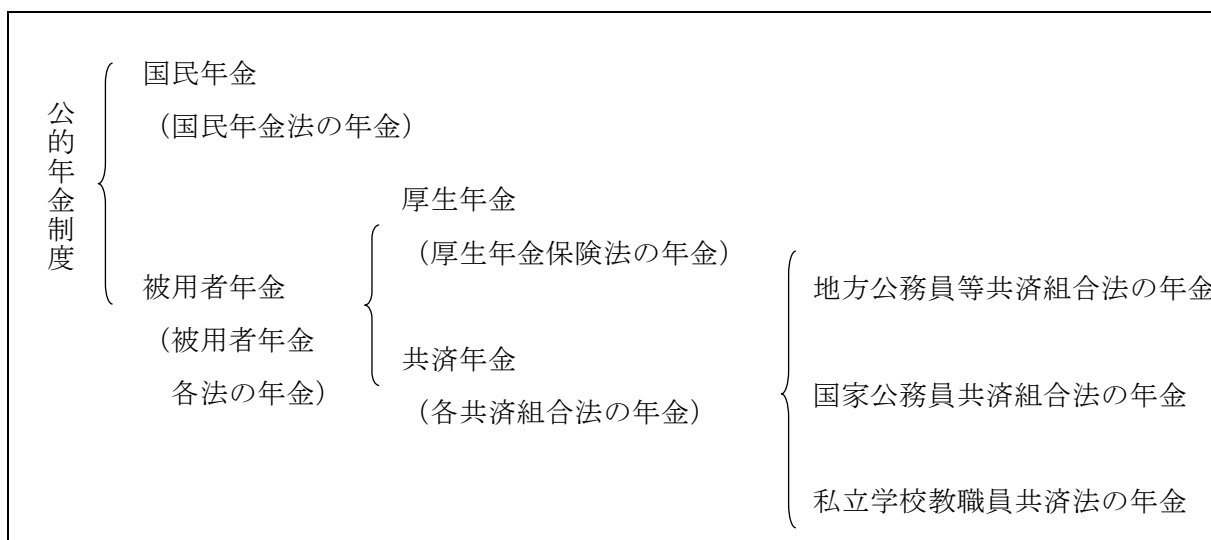 公的年金制度
国民年金
（国民年金法の年金）
被用者年金
（被用者年金
各法の年金）
厚生年金
（厚生年金保険法の年金）
共済年金
（各共済組合法の年金）
地方公務員等共済組合法の年金
国家公務員共済組合法の年金
私立学校教職員共済法の年金